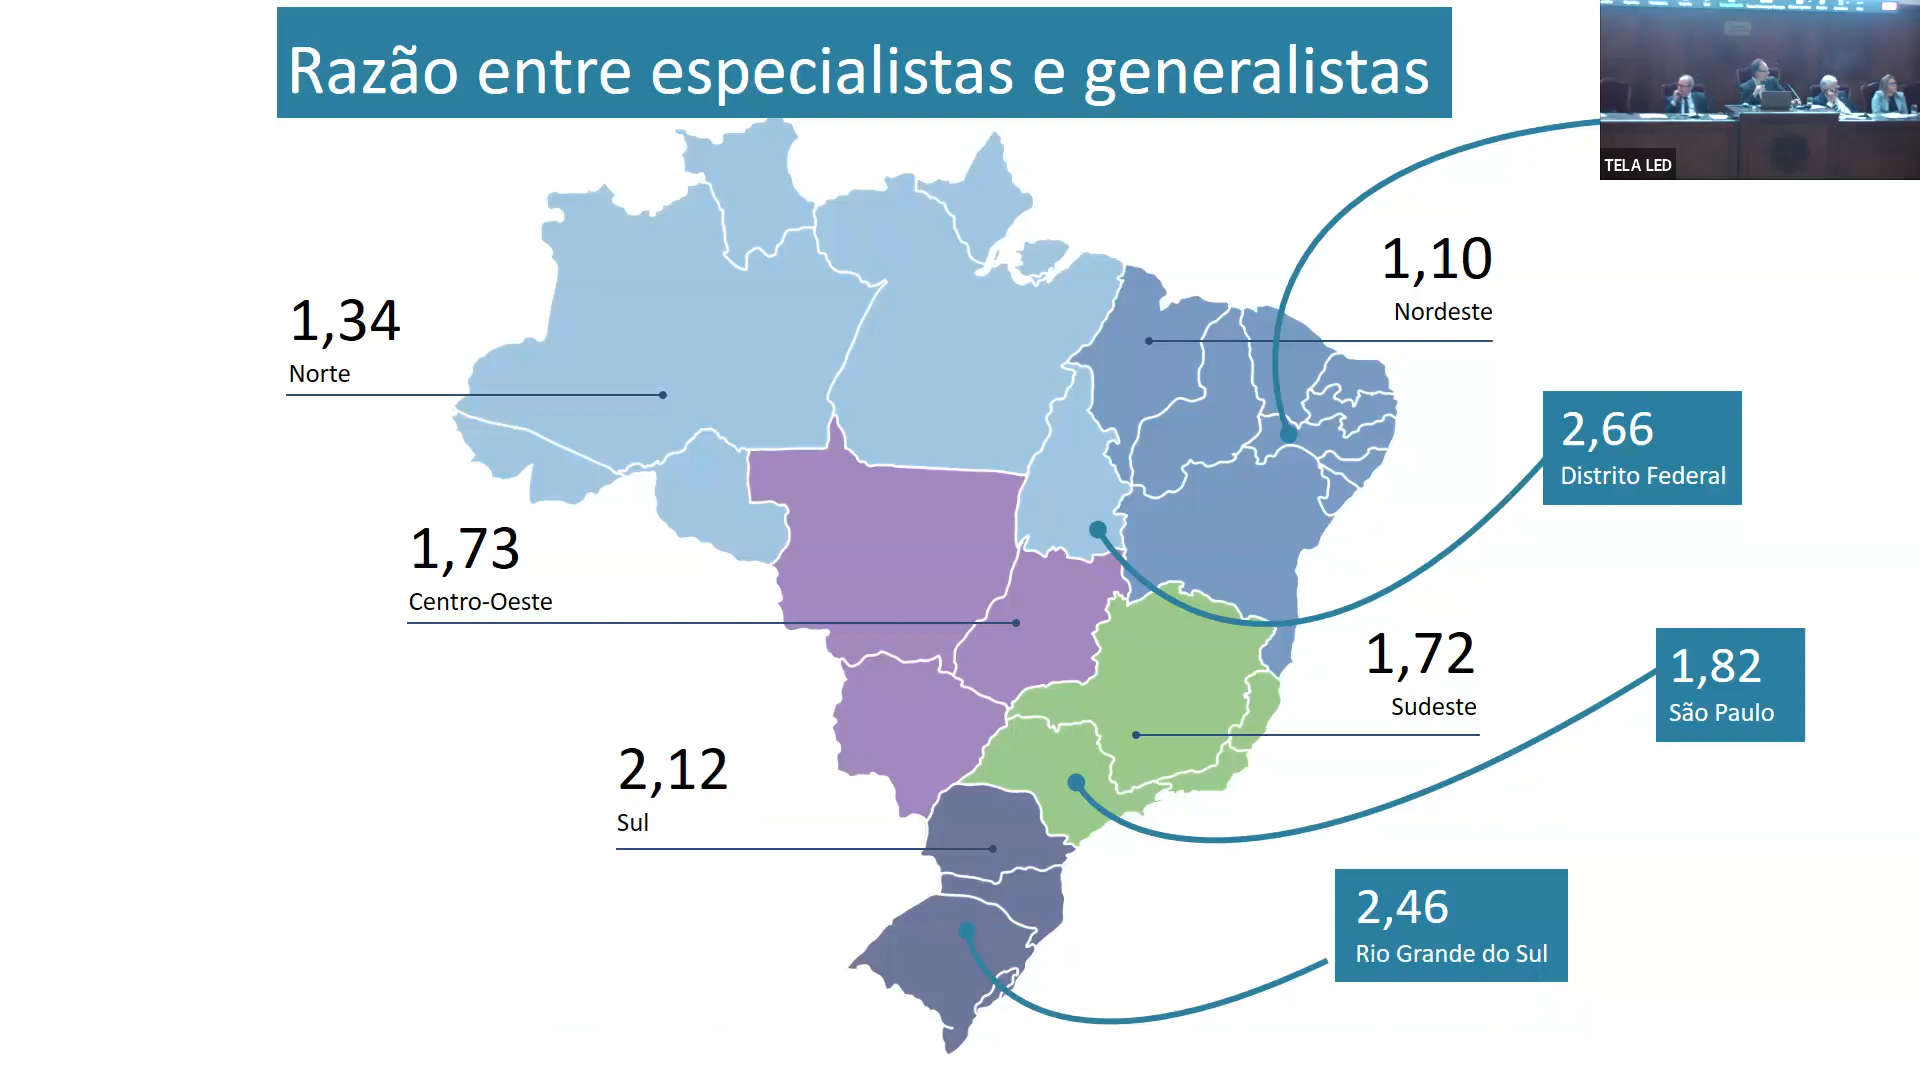 Razão entre especialistas e generalistas
TELA LED
1,10
Nordeste
1,34
Norte
2,66
Distrito Federal
1,73
Centro-Oeste
1,72
Sudeste
1,82
São Paulo
2,12
Sul
2,46
Rio Grande do Sul